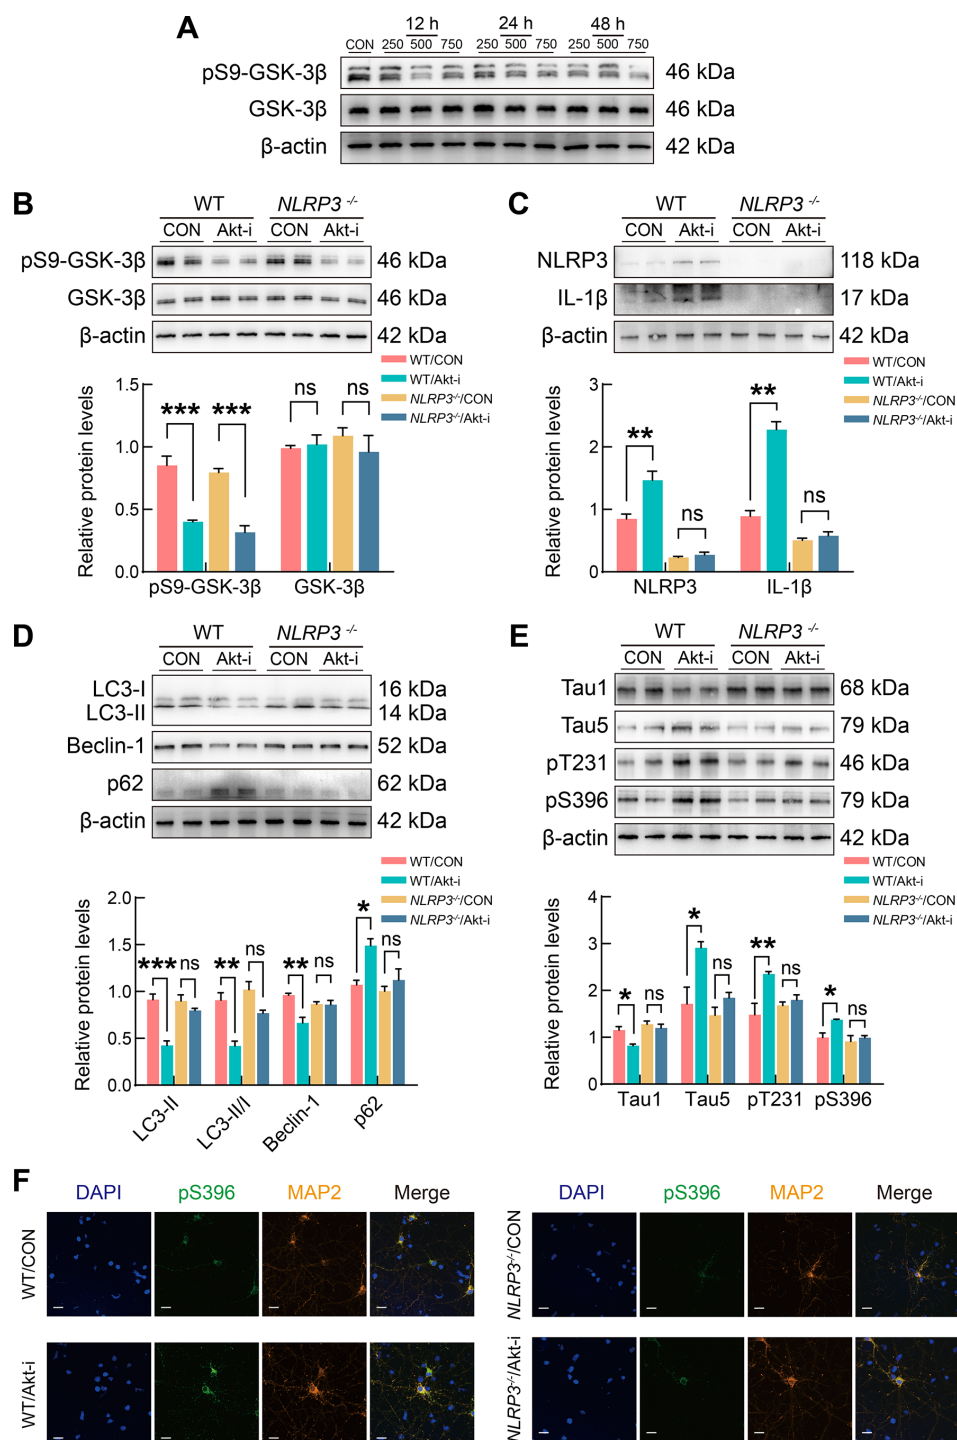 A
12 h 24 h 48 h
CON 250 500 750 250 500 750 250 500 750
pS9-GSK-3β 46 kDa
GSK-3β 46 kDa
β-actin 42 kDa
B
WT NLRP3 -/-
CON Akt-i CON Akt-i
pS9-GSK-3β 46 kDa
GSK-3β 46 kDa
β-actin 42 kDa
WT/CON
WT/Akt-i
NLRP3-/-/CON
NLRP3-/-/Akt-i
Relative protein levels
1.5
1.0
0.5
0.0
*** *** ns ns
pS9-GSK-3β GSK-3β
C
WT NLRP3 -/-
CON Akt-i CON Akt-i
NLRP3 118 kDa
IL-1β 17 kDa
β-actin 42 kDa
WT/CON
WT/Akt-i
NLRP3-/-/CON
NLRP3-/-/Akt-i
Relative protein levels
3
2
1
0
** ns ** ns
NLRP3 IL-1β
D
WT NLRP3 -/-
CON Akt-i CON Akt-i
LC3-I 16 kDa
LC3-II 14 kDa
Beclin-1 52 kDa
p62 62 kDa
β-actin 42 kDa
WT/CON
WT/Akt-i
NLRP3-/-/CON
NLRP3-/-/Akt-i
Relative protein levels
2.0
1.5
1.0
0.5
0.0
*** ns ** ns ** ns * ns
LC3-II LC3-II/I Beclin-1 p62
E
WT NLRP3 -/-
CON Akt-i CON Akt-i
Tau1 68 kDa
Tau5 79 kDa
pT231 46 kDa
pS396 79 kDa
β-actin 42 kDa
WT/CON
WT/Akt-i
NLRP3-/-/CON
NLRP3-/-/Akt-i
Relative protein levels
4
3
2
1
0
* ns * ns ** ns * ns
Tau1 Tau5 pT231 pS396
F
DAPI pS396 MAP2 Merge
WT/CON
WT/Akt-i
DAPI pS396 MAP2 Merge
NLRP3-/-/CON
NLRP3-/-/Akt-i